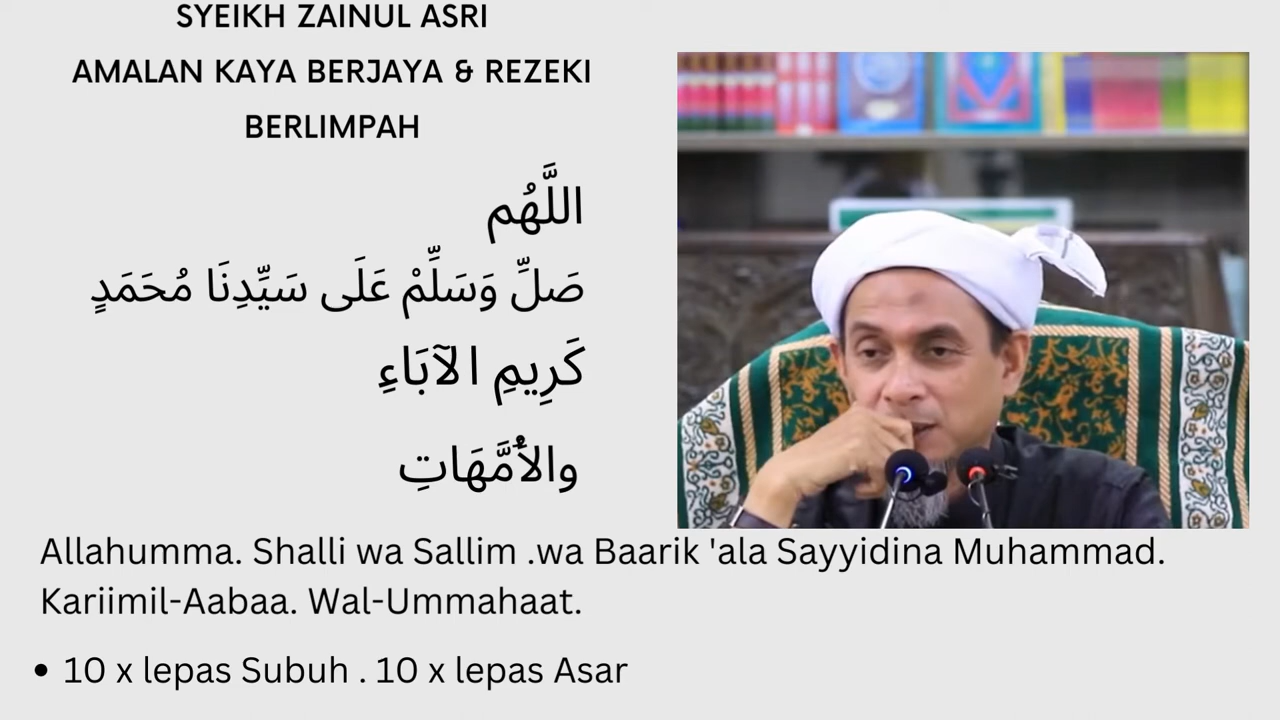 SYEIKH ZAINUL ASRI
AMALAN KAYA BERJAYA & REZEKI
BERLIMPAH
اللَّهُم
صَلِّ وَسَلِّمْ عَلَى سَيِّدِنَا مُحَمَدٍ
كَرِيمِ الآبَاءِ
والأُمَّهَاتِ
Allahumma. Shalli wa Sallim .wa Baarik 'ala Sayyidina Muhammad.
Kariimil-Aabaa. Wal-Ummahaat.
• 10 x lepas Subuh . 10 x lepas Asar